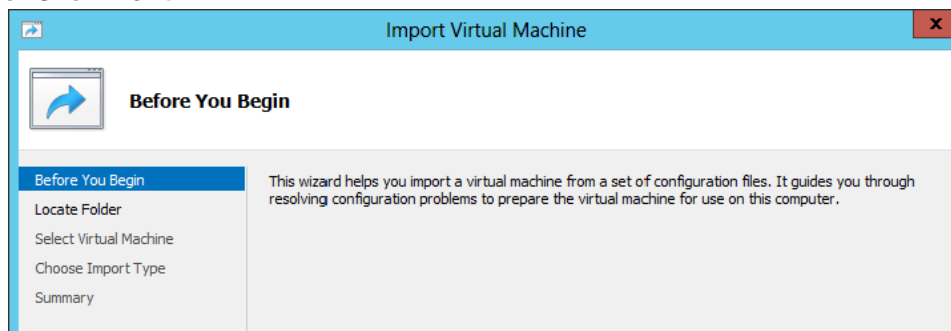 Import Virtual Machine
x
Before You Begin
Before You Begin
This wizard helps you import a virtual machine from a set of configuration files. It guides you through
resolving configuration problems to prepare the virtual machine for use on this computer.
Locate Folder
Select Virtual Machine
Choose Import Type
Summary